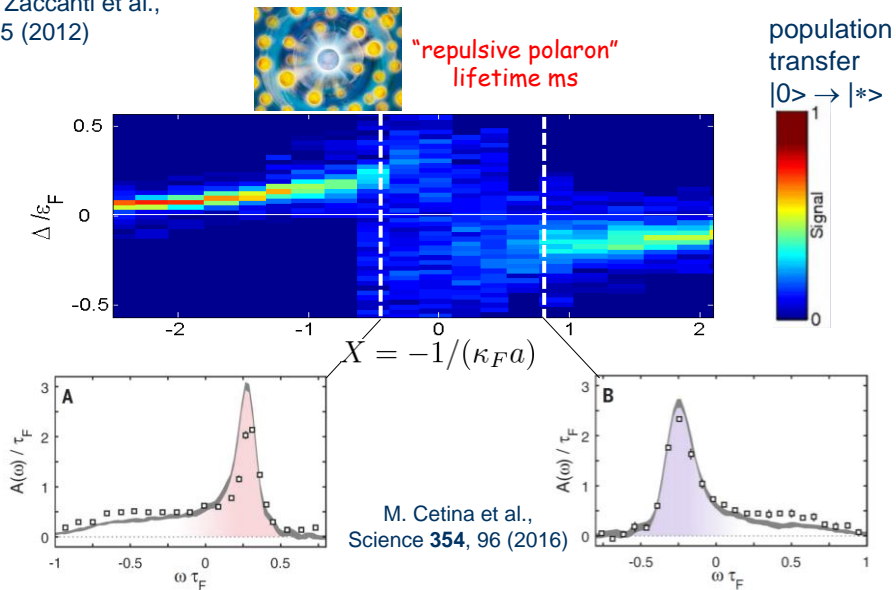 Zaccanti et al.,
5 (2012)
"repulsive polaron"
lifetime ms
population
transfer
|0> → |*>
0.5
0
-0.5
Δ/ε_F
-2
-1
0
1
2
1
Signal
0
X = −1/(κ_F a)
A
3
2
1
0
A(ω) / τ_F
-1
-0.5
0
0.5
ω τ_F
M. Cetina et al.,
Science 354, 96 (2016)
B
3
2
1
0
A(ω) / τ_F
-0.5
0
0.5
1
ω τ_F